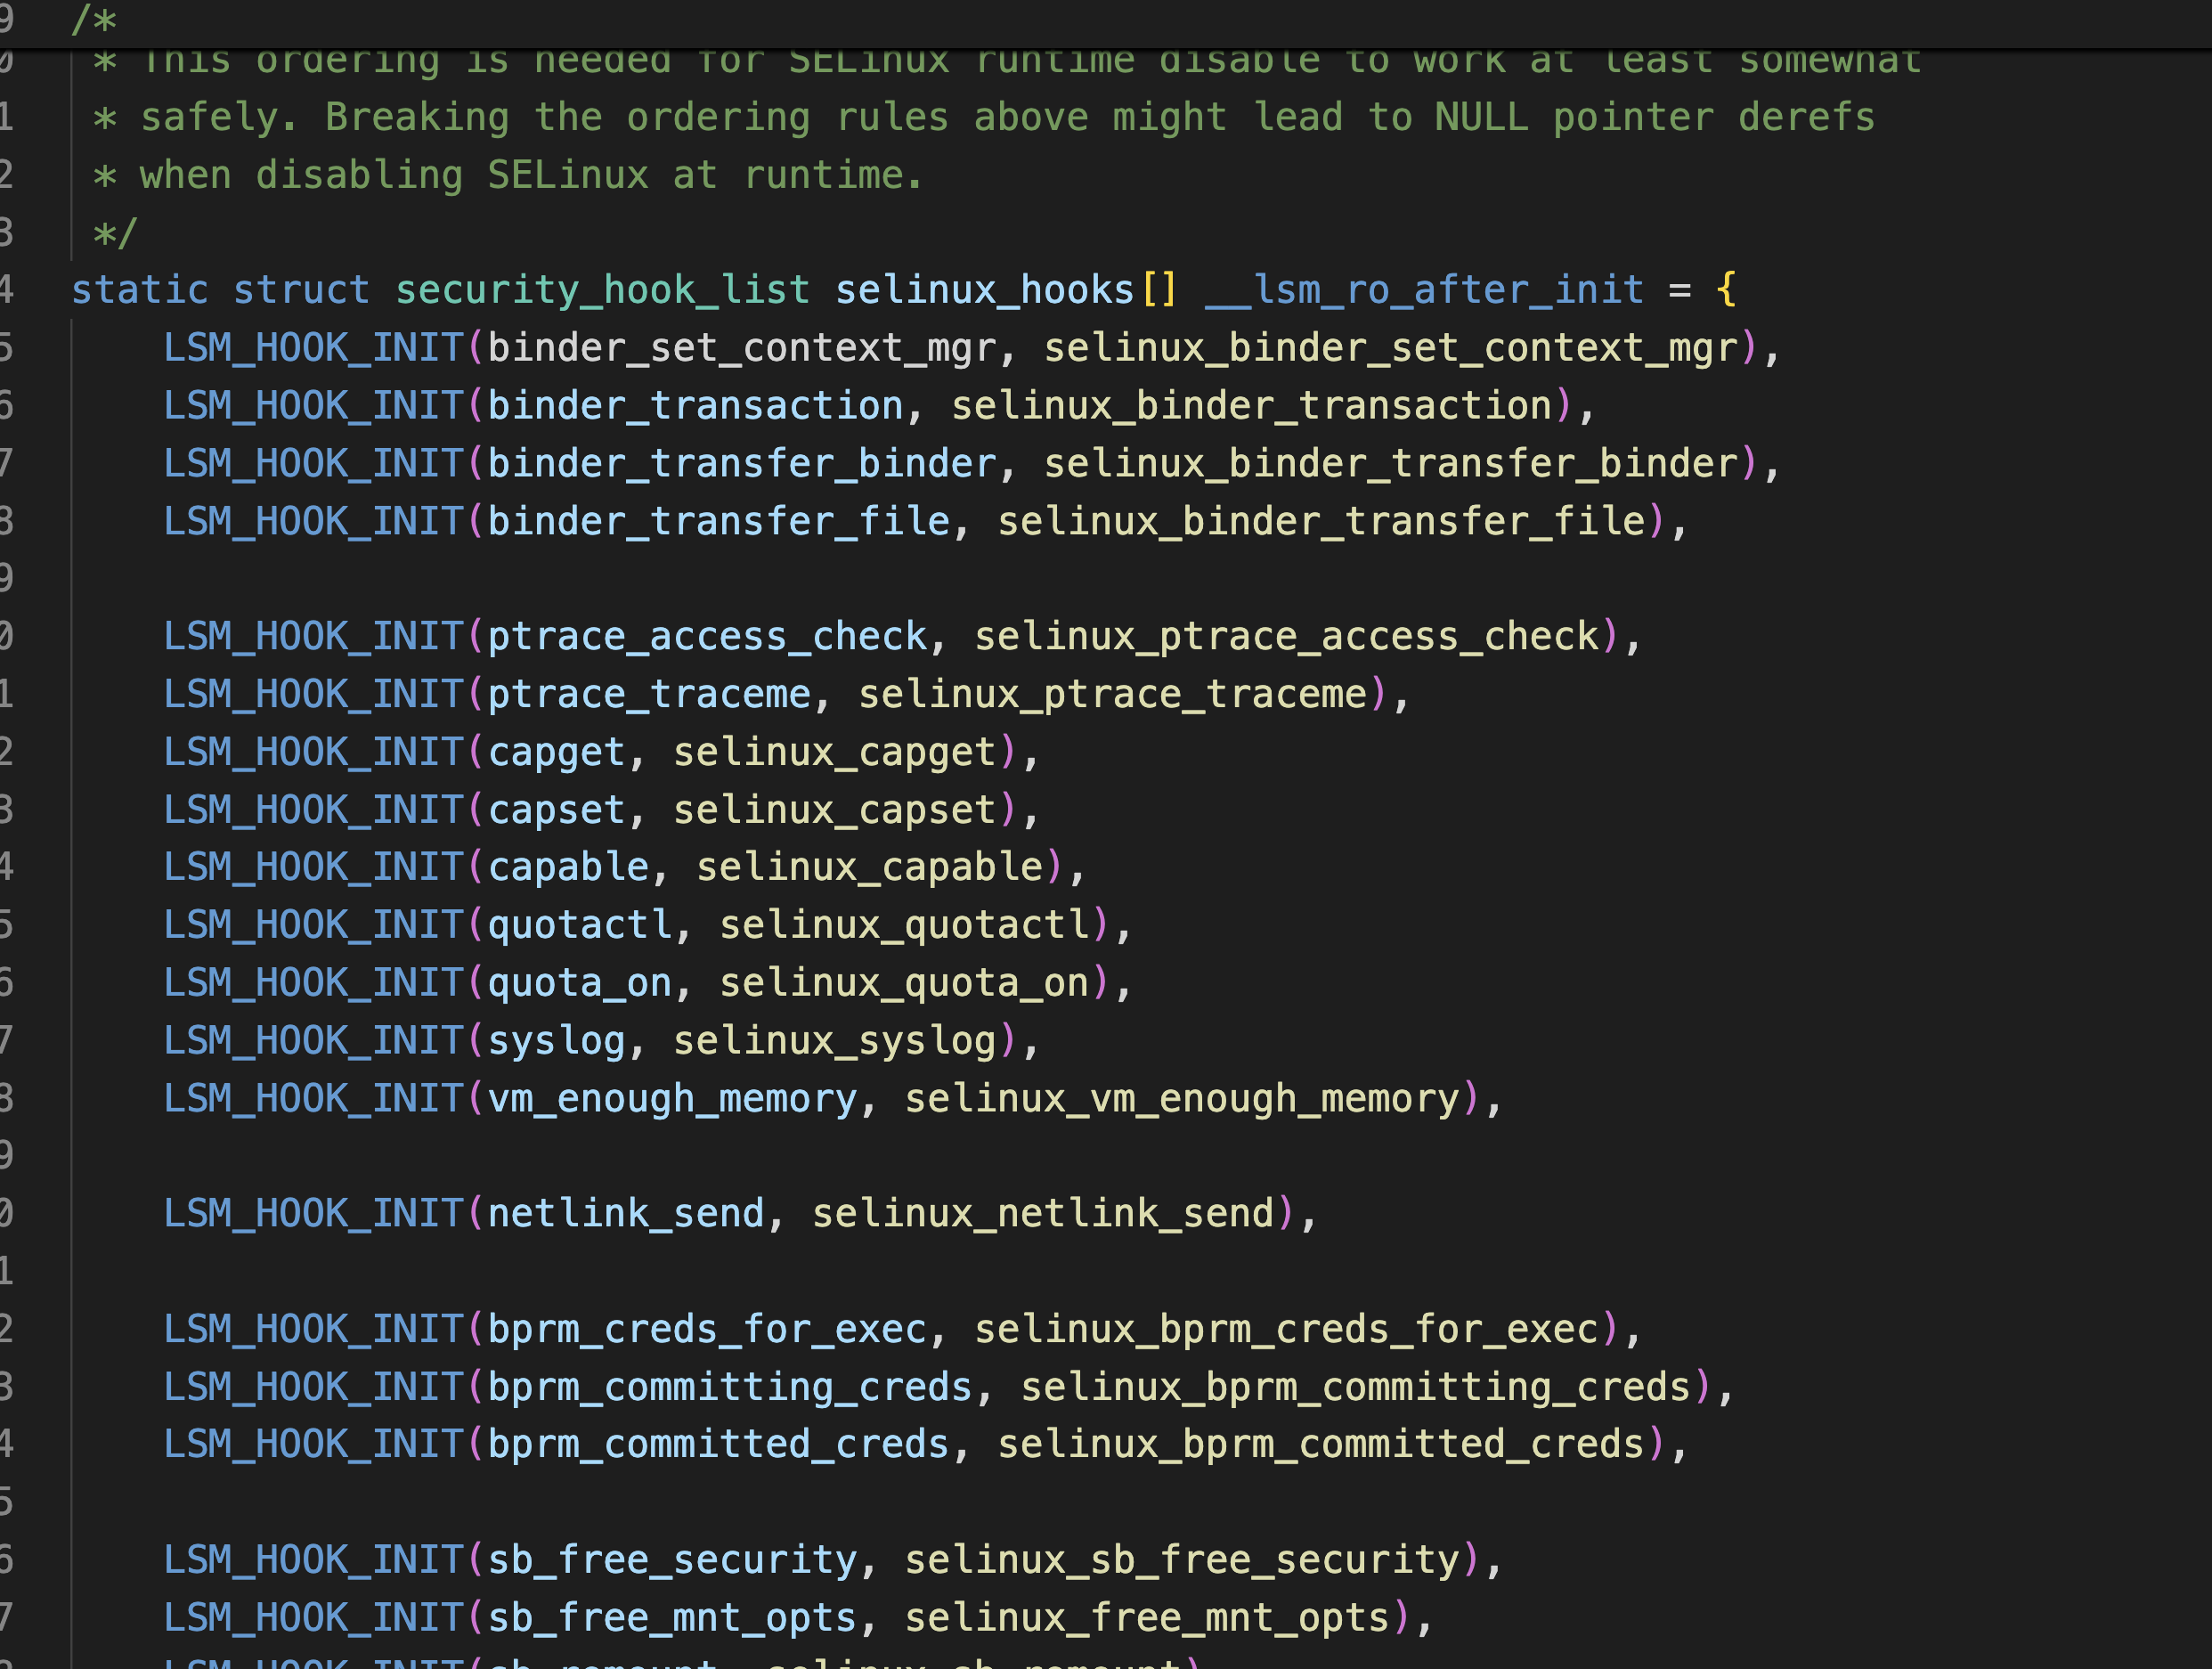 9 /*
0 * This ordering is needed for SELinux runtime disable to work at least somewhat
1 * safely. Breaking the ordering rules above might lead to NULL pointer derefs
2 * when disabling SELinux at runtime.
3 */
4 static struct security_hook_list selinux_hooks[] __lsm_ro_after_init = {
5 LSM_HOOK_INIT(binder_set_context_mgr, selinux_binder_set_context_mgr),
6 LSM_HOOK_INIT(binder_transaction, selinux_binder_transaction),
7 LSM_HOOK_INIT(binder_transfer_binder, selinux_binder_transfer_binder),
8 LSM_HOOK_INIT(binder_transfer_file, selinux_binder_transfer_file),
9
0 LSM_HOOK_INIT(ptrace_access_check, selinux_ptrace_access_check),
1 LSM_HOOK_INIT(ptrace_traceme, selinux_ptrace_traceme),
2 LSM_HOOK_INIT(capget, selinux_capget),
3 LSM_HOOK_INIT(capset, selinux_capset),
4 LSM_HOOK_INIT(capable, selinux_capable),
5 LSM_HOOK_INIT(quotactl, selinux_quotactl),
6 LSM_HOOK_INIT(quota_on, selinux_quota_on),
7 LSM_HOOK_INIT(syslog, selinux_syslog),
8 LSM_HOOK_INIT(vm_enough_memory, selinux_vm_enough_memory),
9
0 LSM_HOOK_INIT(netlink_send, selinux_netlink_send),
1
2 LSM_HOOK_INIT(bprm_creds_for_exec, selinux_bprm_creds_for_exec),
3 LSM_HOOK_INIT(bprm_committing_creds, selinux_bprm_committing_creds),
4 LSM_HOOK_INIT(bprm_committed_creds, selinux_bprm_committed_creds),
5
6 LSM_HOOK_INIT(sb_free_security, selinux_sb_free_security),
7 LSM_HOOK_INIT(sb_free_mnt_opts, selinux_free_mnt_opts),
8 LSM_HOOK_INIT(sb_remount, selinux_sb_remount)